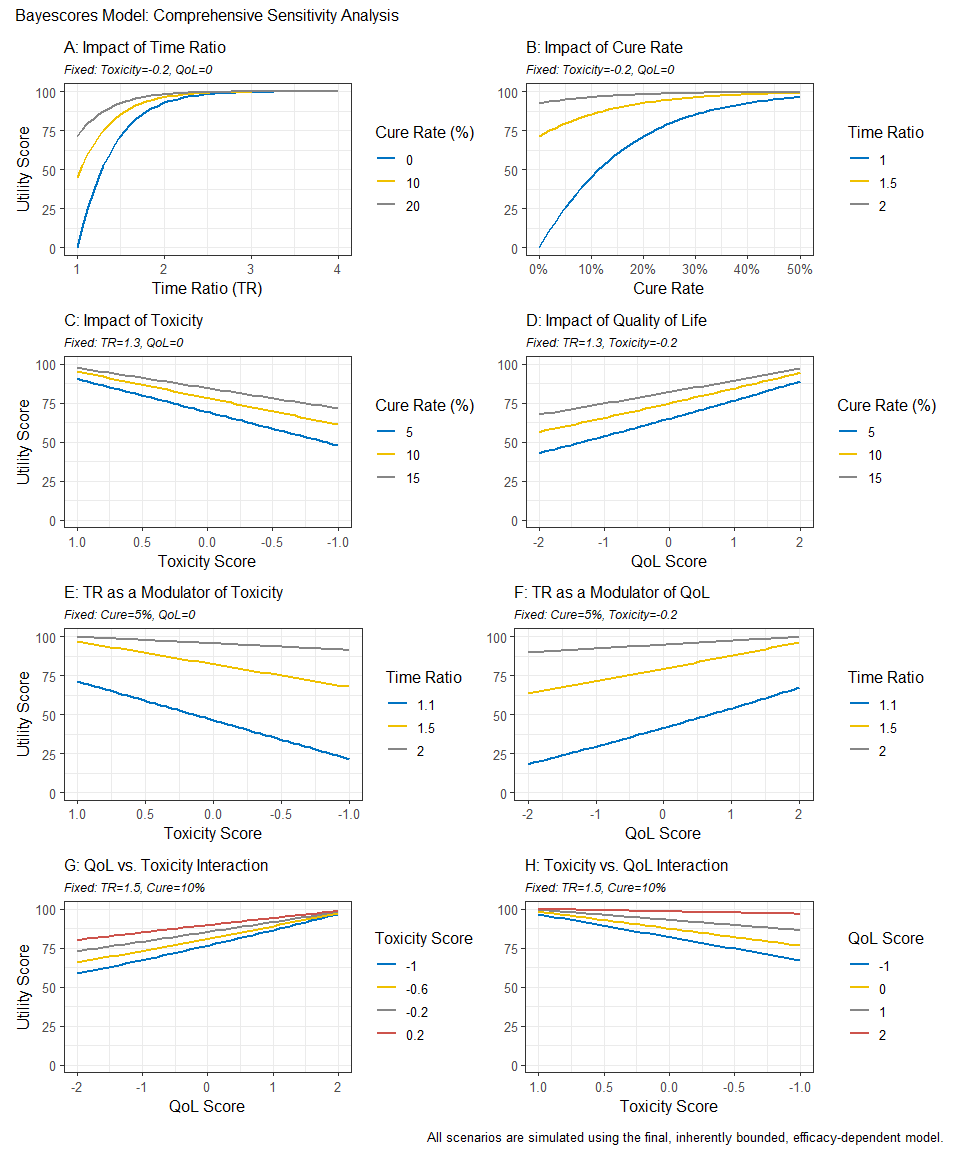 Bayescores Model: Comprehensive Sensitivity Analysis
A: Impact of Time Ratio
Fixed: Toxicity=-0.2, QoL=0
Utility Score
100
75
50
25
0
1 2 3 4
Time Ratio (TR)
Cure Rate (%)
0
10
20
B: Impact of Cure Rate
Fixed: Toxicity=-0.2, QoL=0
100
75
50
25
0
0% 10% 20% 30% 40% 50%
Cure Rate
Time Ratio
1
1.5
2
C: Impact of Toxicity
Fixed: TR=1.3, QoL=0
Utility Score
100
75
50
25
0
1.0 0.5 0.0 -0.5 -1.0
Toxicity Score
Cure Rate (%)
5
10
15
D: Impact of Quality of Life
Fixed: TR=1.3, Toxicity=-0.2
100
75
50
25
0
-2 -1 0 1 2
QoL Score
Cure Rate (%)
5
10
15
E: TR as a Modulator of Toxicity
Fixed: Cure=5%, QoL=0
Utility Score
100
75
50
25
0
1.0 0.5 0.0 -0.5 -1.0
Toxicity Score
Time Ratio
1.1
1.5
2
F: TR as a Modulator of QoL
Fixed: Cure=5%, Toxicity=-0.2
100
75
50
25
0
-2 -1 0 1 2
QoL Score
Time Ratio
1.1
1.5
2
G: QoL vs. Toxicity Interaction
Fixed: TR=1.5, Cure=10%
Utility Score
100
75
50
25
0
-2 -1 0 1 2
QoL Score
Toxicity Score
-1
-0.6
-0.2
0.2
H: Toxicity vs. QoL Interaction
Fixed: TR=1.5, Cure=10%
100
75
50
25
0
1.0 0.5 0.0 -0.5 -1.0
Toxicity Score
QoL Score
-1
0
1
2
All scenarios are simulated using the final, inherently bounded, efficacy-dependent model.